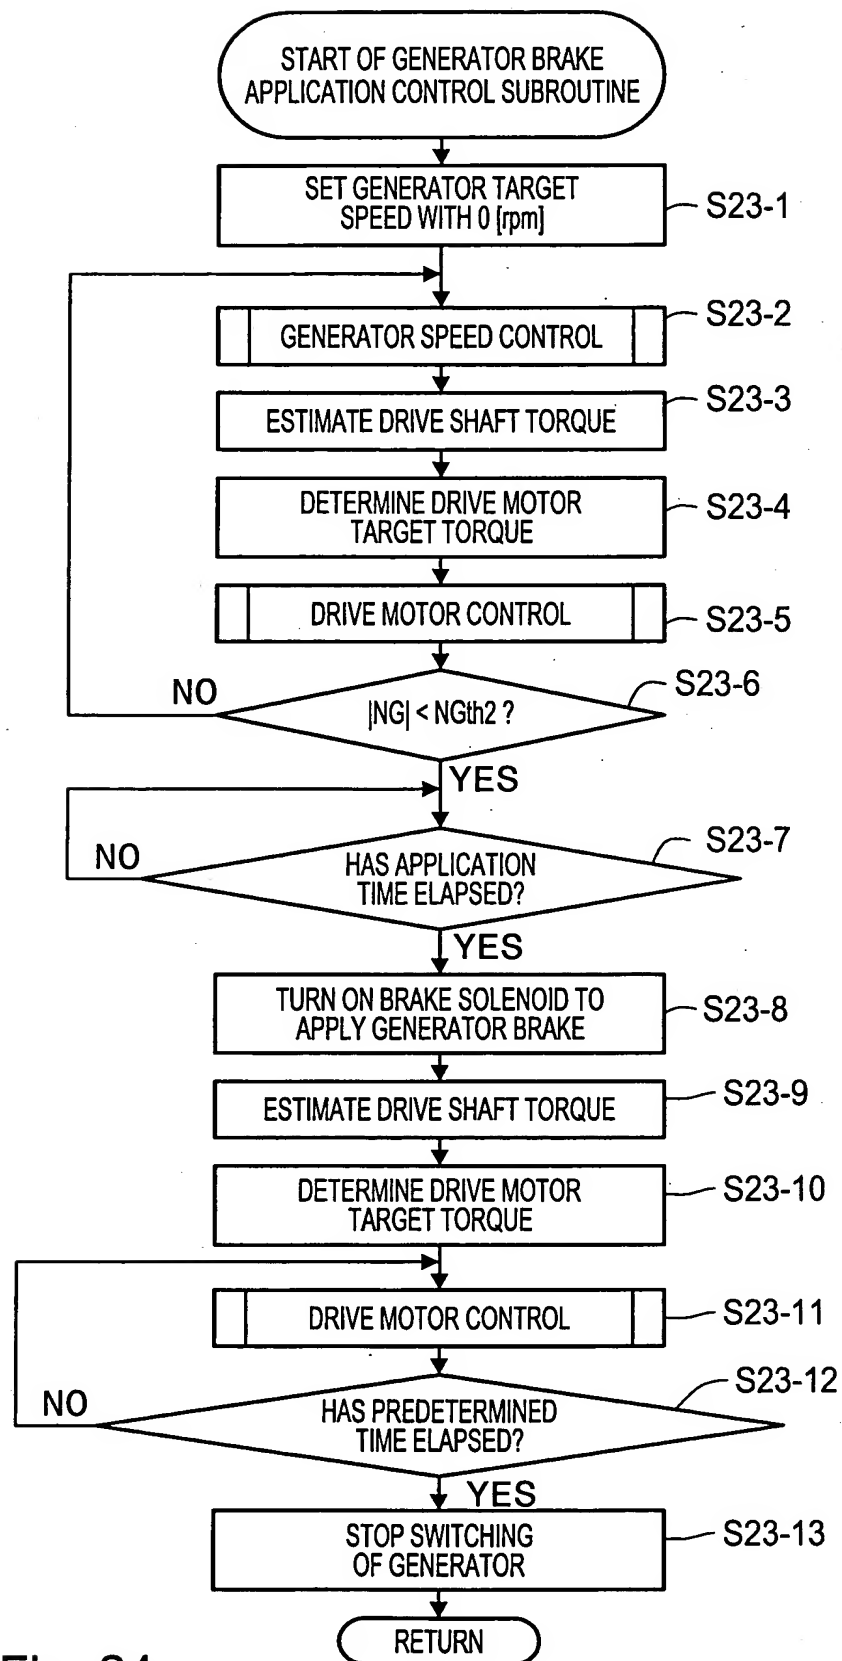 START OF GENERATOR BRAKE
APPLICATION CONTROL SUBROUTINE
SET GENERATOR TARGET
SPEED WITH 0 [rpm]
S23-1
GENERATOR SPEED CONTROL
S23-2
ESTIMATE DRIVE SHAFT TORQUE
S23-3
DETERMINE DRIVE MOTOR
TARGET TORQUE
S23-4
DRIVE MOTOR CONTROL
S23-5
|NG| < NGth2 ?
S23-6
NO
YES
HAS APPLICATION
TIME ELAPSED?
S23-7
NO
YES
TURN ON BRAKE SOLENOID TO
APPLY GENERATOR BRAKE
S23-8
ESTIMATE DRIVE SHAFT TORQUE
S23-9
DETERMINE DRIVE MOTOR
TARGET TORQUE
S23-10
DRIVE MOTOR CONTROL
S23-11
HAS PREDETERMINED
TIME ELAPSED?
S23-12
NO
YES
STOP SWITCHING
OF GENERATOR
S23-13
RETURN